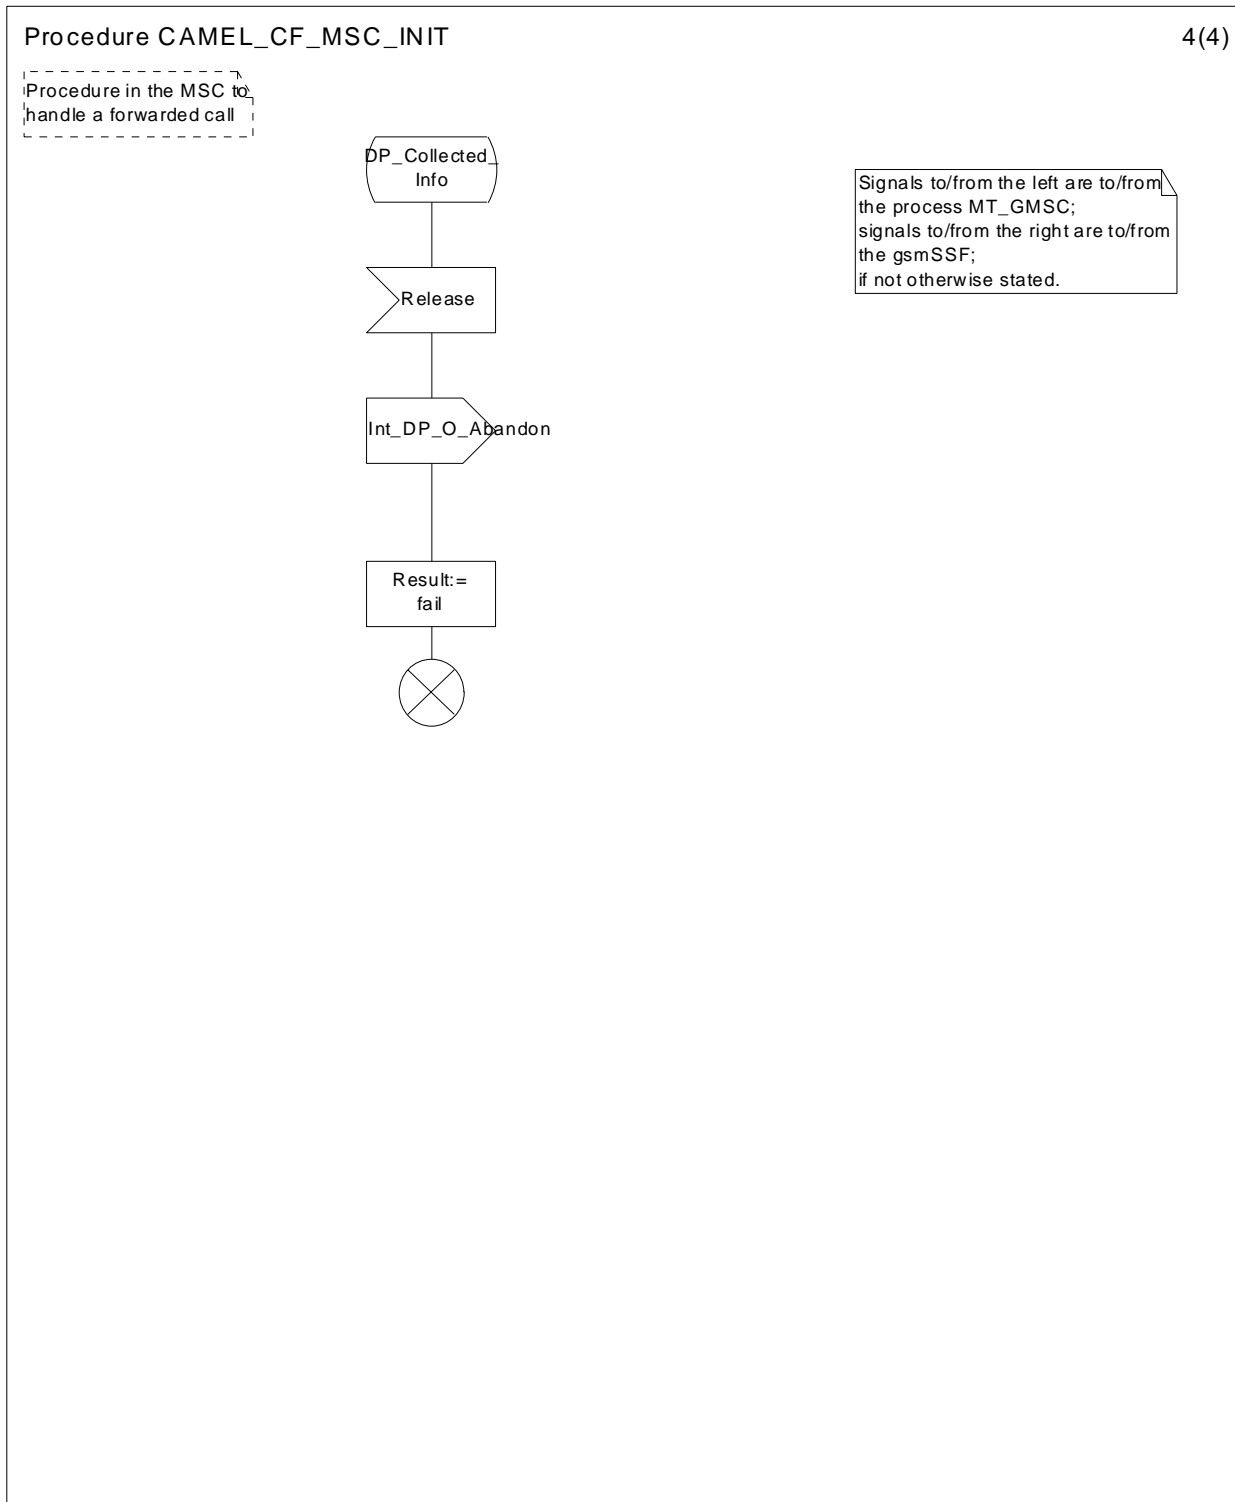 Procedure CAMEL_CF_MSC_INIT
4(4)
Procedure in the MSC to
handle a forwarded call
DP_Collected_
Info
Signals to/from the left are to/from
the process MT_GMSC;
signals to/from the right are to/from
the gsmSSF;
if not otherwise stated.
Release
Int_DP_O_Abandon
Result:=
fail